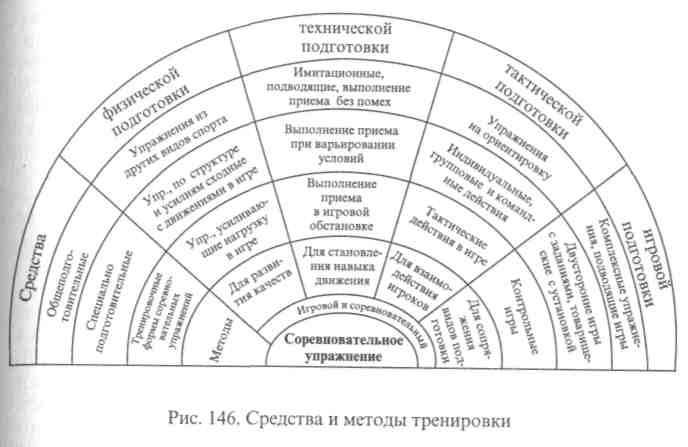 Средства
физической
подготовки
технической
подготовки
тактической
подготовки
игровой
подготовки
Общеподго-
товительные
Упражнения из
других видов спорта
Имитационные,
подводящие, выполнение
приема без помех
Упражнения
на ориентировку
Комплексные упражне-
ния, подводящие игры
Специально
подготовительные
Упр., по структуре
и усилиям сходные
с движениями в игре
Выполнение приема
при варьировании
условий
Индивидуальные,
групповые и команд-
ные действия
Двусторонние игры
с заданиями, товарище-
ские с установкой
Тренировочные
формы соревно-
вательных
упражнений
Упр., усиливаю-
щие нагрузку
в игре
Выполнение
приема
в игровой
обстановке
Тактические
действия в игре
Контрольные
игры
Методы
Для разви-
тия качеств
Для становле-
ния навыка
движения
Для взаимо-
действия
игроков
Для сопря-
жения
видов под-
готовки
Игровой и соревновательный
Соревновательное
упражнение
Рис. 146. Средства и методы тренировки